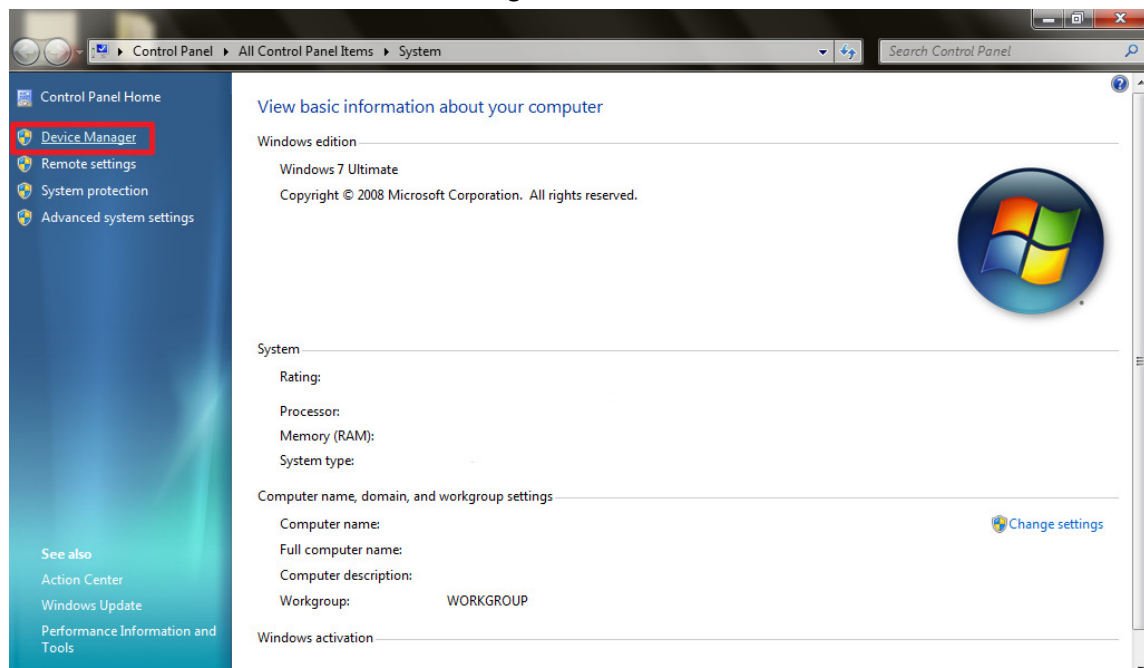 Control Panel ▸ All Control Panel Items ▸ System
Search Control Panel
Control Panel Home
Device Manager
Remote settings
System protection
Advanced system settings
See also
Action Center
Windows Update
Performance Information and
Tools
View basic information about your computer
Windows edition
Windows 7 Ultimate
Copyright © 2008 Microsoft Corporation. All rights reserved.
System
Rating:
Processor:
Memory (RAM):
System type:
Computer name, domain, and workgroup settings
Computer name:
Change settings
Full computer name:
Computer description:
Workgroup: WORKGROUP
Windows activation